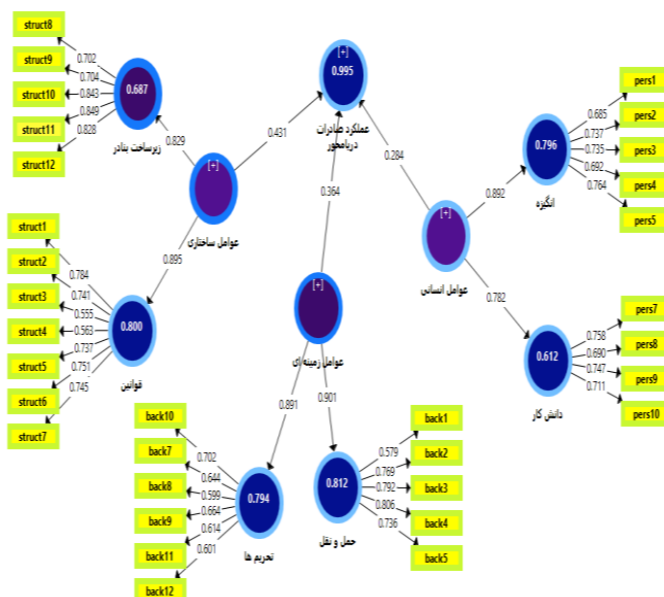 struct8
struct9
struct10
struct11
struct12
0.702
0.704
0.843
0.849
0.828
0.687
زیرساخت بنادر
0.829
[+]
عوامل ساختاری
0.431
[+]
0.995
عملکرد صادرات
دریامحور
0.364
0.284
[+]
عوامل انسانی
0.892
0.796
انگیزه
0.685
0.737
0.735
0.692
0.764
pers1
pers2
pers3
pers4
pers5
0.895
struct1
struct2
struct3
struct4
struct5
struct6
struct7
0.784
0.741
0.555
0.563
0.737
0.751
0.745
0.800
قوانین
[+]
عوامل زمینه ای
0.782
0.612
دانش کار
0.758
0.690
0.747
0.711
pers7
pers8
pers9
pers10
0.891
0.901
back10
back7
back8
back9
back11
back12
0.702
0.644
0.599
0.664
0.614
0.601
0.794
تحریم ها
0.812
حمل و نقل
0.579
0.769
0.792
0.806
0.736
back1
back2
back3
back4
back5